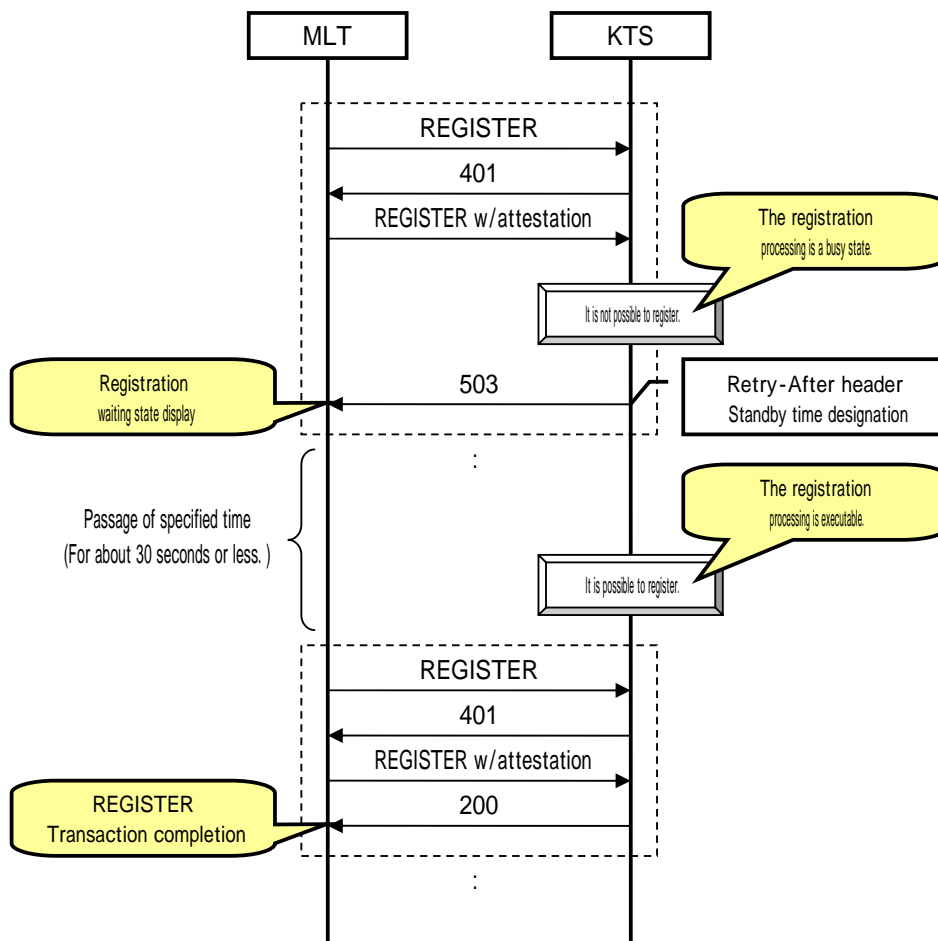 MLT
KTS
REGISTER
401
REGISTER w/attestation
The registration
processing is a busy state.
It is not possible to register.
Registration
waiting state display
503
Retry-After header
Standby time designation
:
Passage of specified time
(For about 30 seconds or less. )
The registration
processing is executable.
It is possible to register.
REGISTER
401
REGISTER w/attestation
REGISTER
Transaction completion
200
: